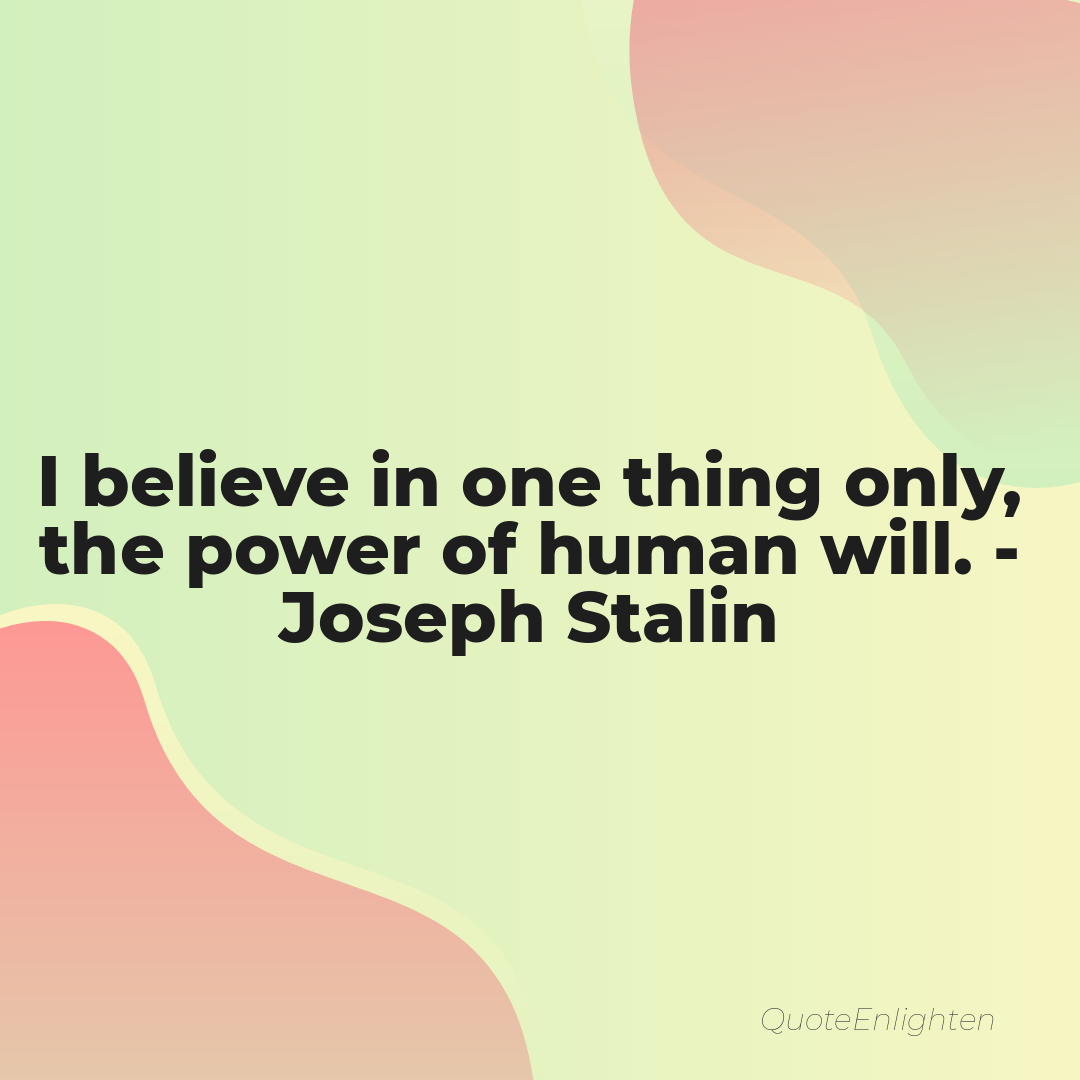 I believe in one thing only,
the power of human will. -
Joseph Stalin
QuoteEnlighten